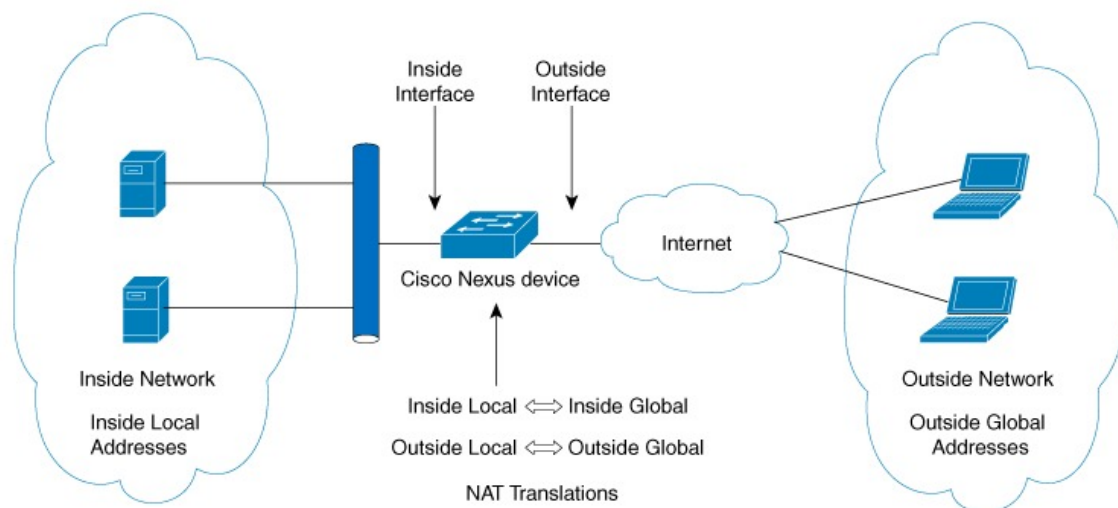 Inside
Interface
Outside
Interface
Internet
Cisco Nexus device
Inside Network
Inside Local
Addresses
Outside Network
Outside Global
Addresses
Inside Local ⇔ Inside Global
Outside Local ⇔ Outside Global
NAT Translations